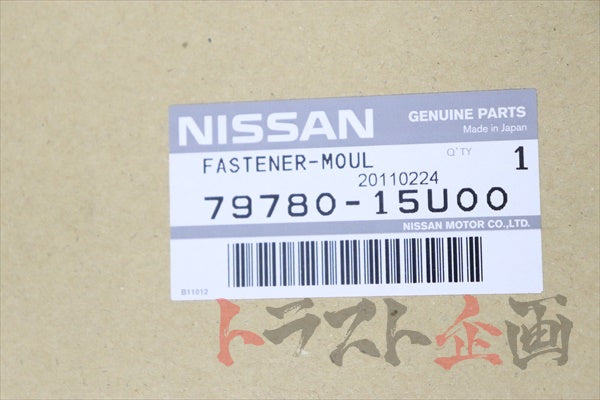 NISSAN
GENUINE PARTS
Made in Japan
FASTENER-MOUL
Q'TY
1
20110224
79780-15U00
NISSAN MOTOR CO.,LTD.
B11012
トラスト企画